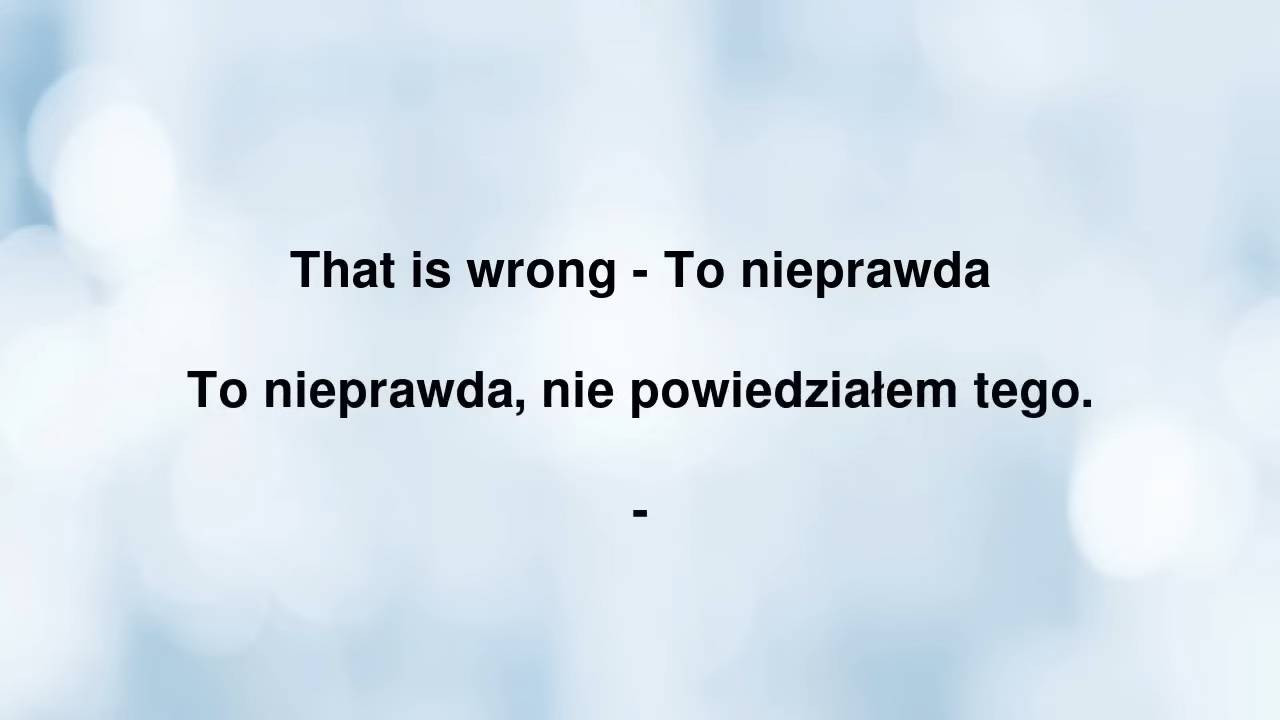 That is wrong - To nieprawda
To nieprawda, nie powiedziałem tego.
-